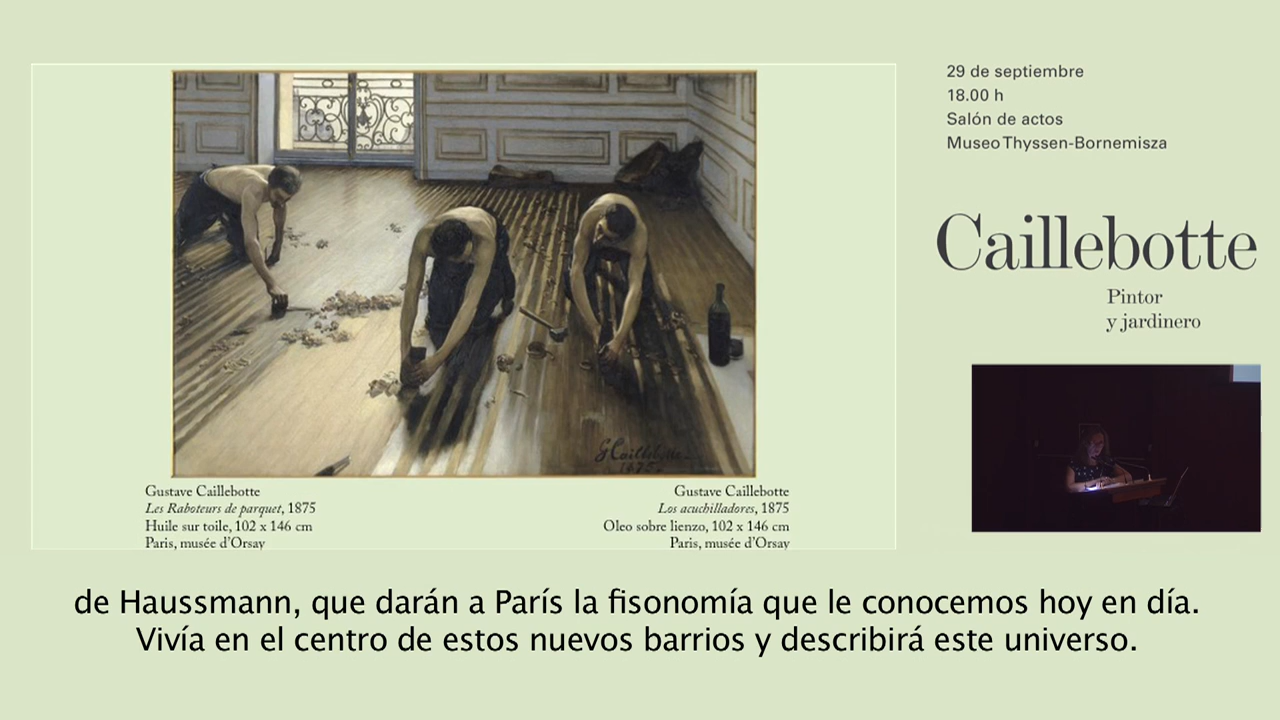 29 de septiembre
18.00 h
Salón de actos
Museo Thyssen-Bornemisza
Caillebotte
Pintor
y jardinero
G. Caillebotte
1875.
Gustave Caillebotte
Les Raboteurs de parquet, 1875
Huile sur toile, 102 x 146 cm
Paris, musée d'Orsay
Gustave Caillebotte
Los acuchilladores, 1875
Oleo sobre lienzo, 102 x 146 cm
Paris, musée d'Orsay
de Haussmann, que darán a París la fisonomía que le conocemos hoy en día.
Vivía en el centro de estos nuevos barrios y describirá este universo.